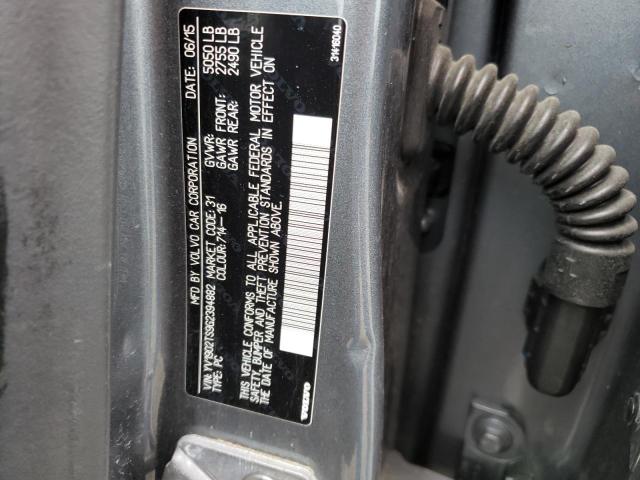 MFD BY VOLVO CAR CORPORATION DATE: 06/15
VIN: YV1902TS9G2394882 MARKET CODE: 31 GVWR: 5050 LB
TYPE: PC COLOUR: 714--16 GAWR FRONT: 2755 LB
GAWR REAR: 2490 LB
THIS VEHICLE CONFORMS TO ALL APPLICABLE FEDERAL MOTOR VEHICLE
SAFETY, BUMPER AND THEFT PREVENTION STANDARDS IN EFFECT ON
THE DATE OF MANUFACTURE SHOWN ABOVE.
VOLVO 31416040